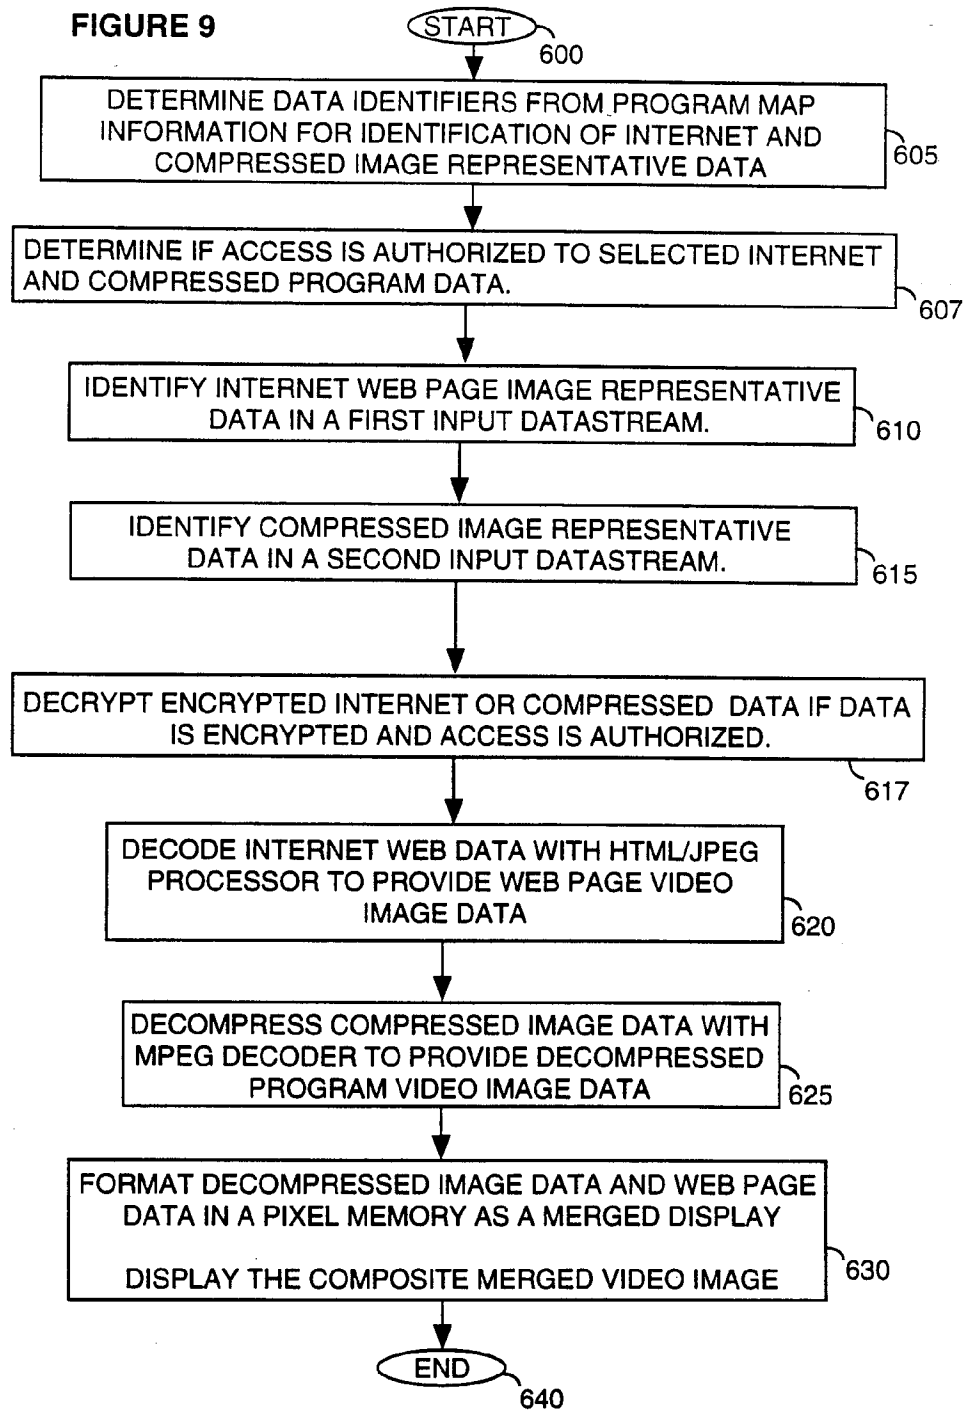 FIGURE 9
START
600
DETERMINE DATA IDENTIFIERS FROM PROGRAM MAP
INFORMATION FOR IDENTIFICATION OF INTERNET AND
COMPRESSED IMAGE REPRESENTATIVE DATA
605
DETERMINE IF ACCESS IS AUTHORIZED TO SELECTED INTERNET
AND COMPRESSED PROGRAM DATA.
607
IDENTIFY INTERNET WEB PAGE IMAGE REPRESENTATIVE
DATA IN A FIRST INPUT DATASTREAM.
610
IDENTIFY COMPRESSED IMAGE REPRESENTATIVE
DATA IN A SECOND INPUT DATASTREAM.
615
DECRYPT ENCRYPTED INTERNET OR COMPRESSED DATA IF DATA
IS ENCRYPTED AND ACCESS IS AUTHORIZED.
617
DECODE INTERNET WEB DATA WITH HTML/JPEG
PROCESSOR TO PROVIDE WEB PAGE VIDEO
IMAGE DATA
620
DECOMPRESS COMPRESSED IMAGE DATA WITH
MPEG DECODER TO PROVIDE DECOMPRESSED
PROGRAM VIDEO IMAGE DATA
625
FORMAT DECOMPRESSED IMAGE DATA AND WEB PAGE
DATA IN A PIXEL MEMORY AS A MERGED DISPLAY
DISPLAY THE COMPOSITE MERGED VIDEO IMAGE
630
END
640